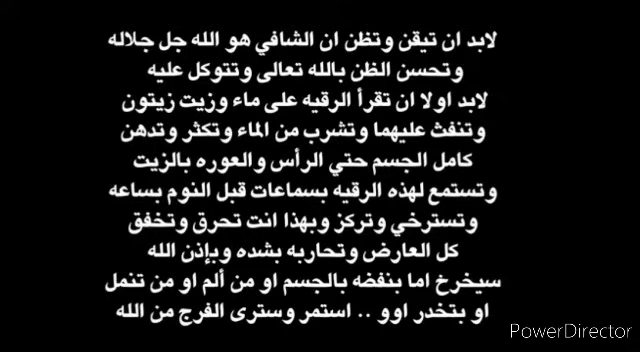 لابد ان تيقن وتظن ان الشافي هو الله جل جلاله
وتحسن الظن بالله تعالى وتتوكل عليه
لابد اولا ان تقرأ الرقيه على ماء وزيت زيتون
وتنفث عليهما وتشرب من الماء وتكثر وتدهن
كامل الجسم حتي الرأس والعوره بالزيت
وتستمع لهذه الرقيه بسماعات قبل النوم بساعه
وتسترخي وتركز وبهذا انت تحرق وتخفق
كل العارض وتحاربه بشده وبإذن الله
سيخرخ اما بنفضه بالجسم او من ألم او من تنمل
او بتخدر اوو .. استمر وسترى الفرج من الله
PowerDirector